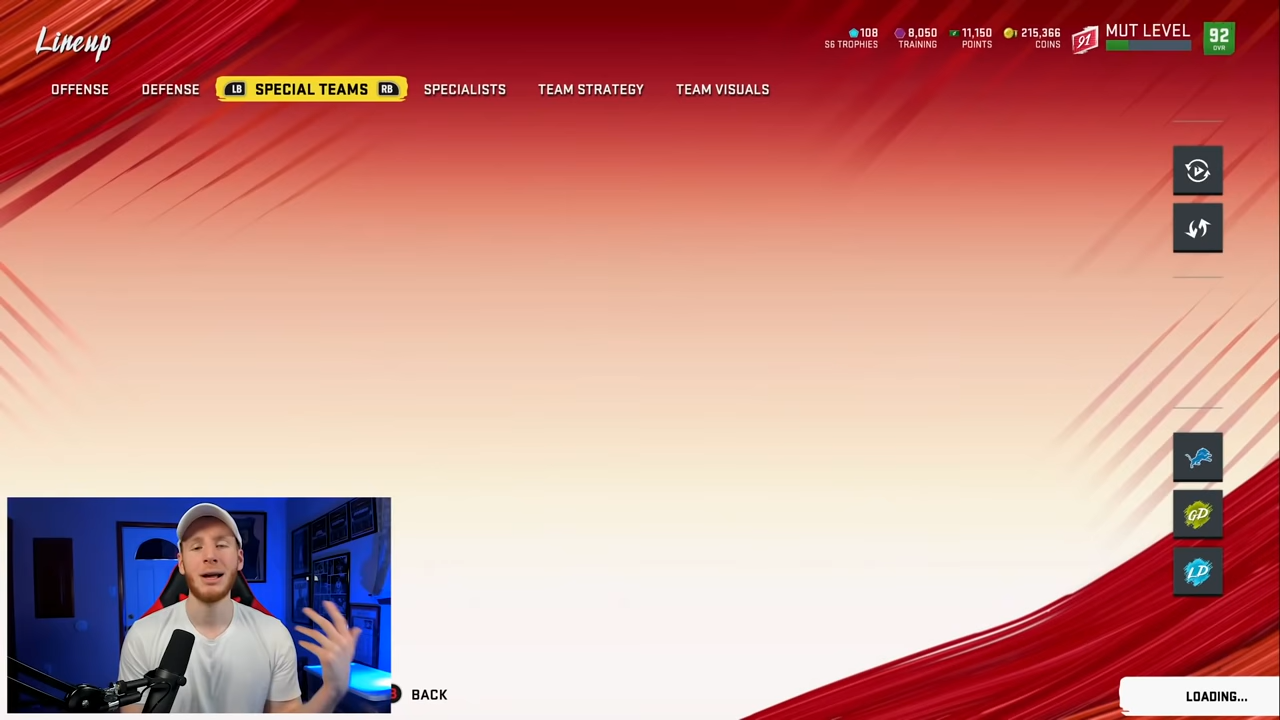 Lineup
108
S6 TROPHIES
8,050
TRAINING
11,150
POINTS
215,366
COINS
91
MUT LEVEL
92
OVR
OFFENSE
DEFENSE
LB
SPECIAL TEAMS
RB
SPECIALISTS
TEAM STRATEGY
TEAM VISUALS
GD
LD
B
BACK
LOADING...